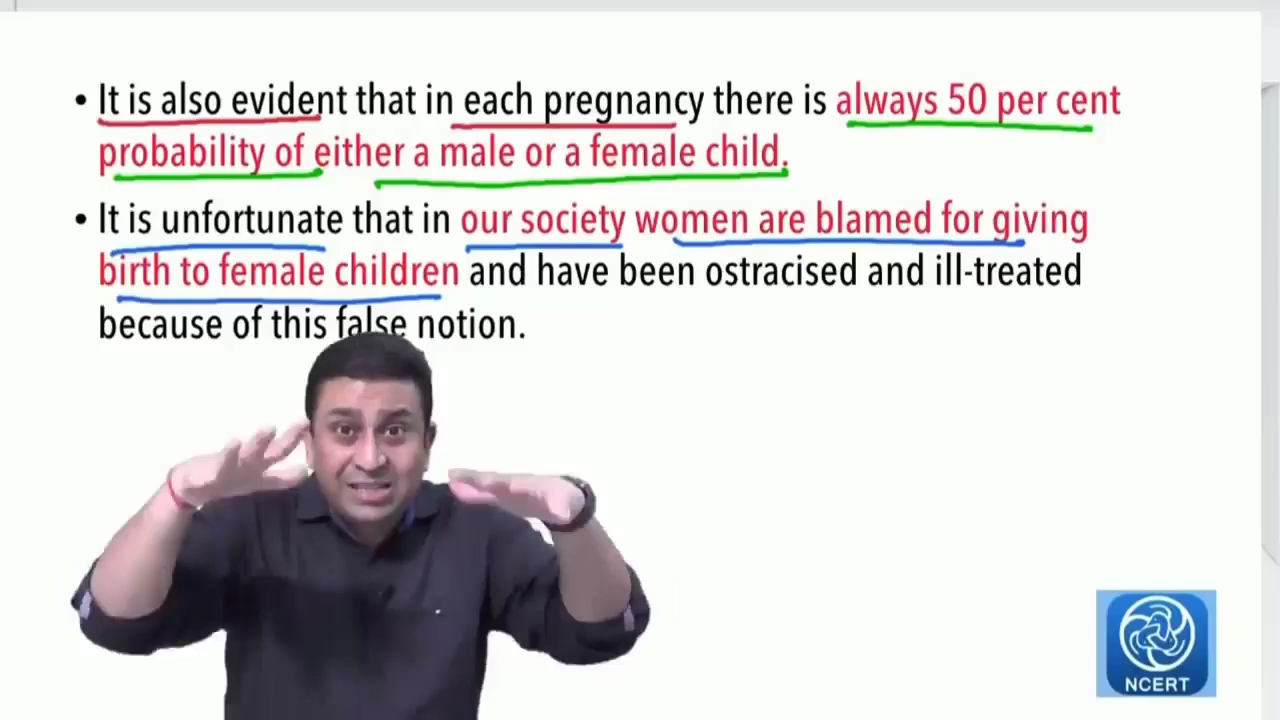 • It is also evident that in each pregnancy there is always 50 per cent
probability of either a male or a female child.
• It is unfortunate that in our society women are blamed for giving
birth to female children and have been ostracised and ill-treated
because of this false notion.
NCERT